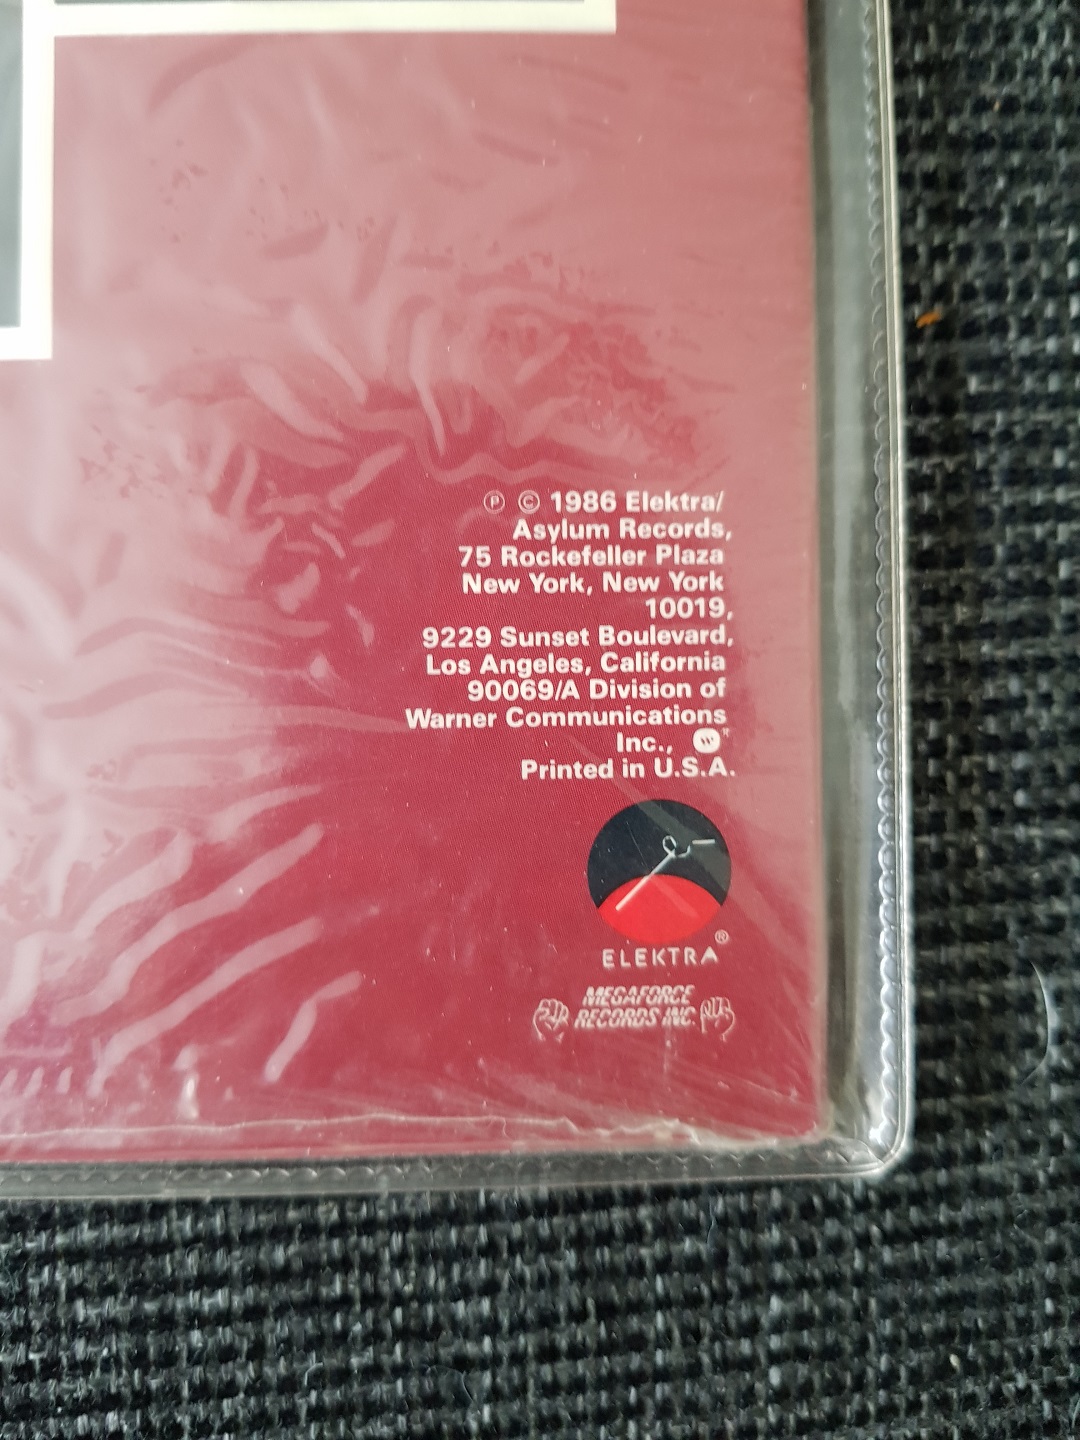 ℗ © 1986 Elektra/
Asylum Records,
75 Rockefeller Plaza
New York, New York
10019,
9229 Sunset Boulevard,
Los Angeles, California
90069/A Division of
Warner Communications
Inc., W®
Printed in U.S.A.
ELEKTRA®
MEGAFORCE
RECORDS INC.